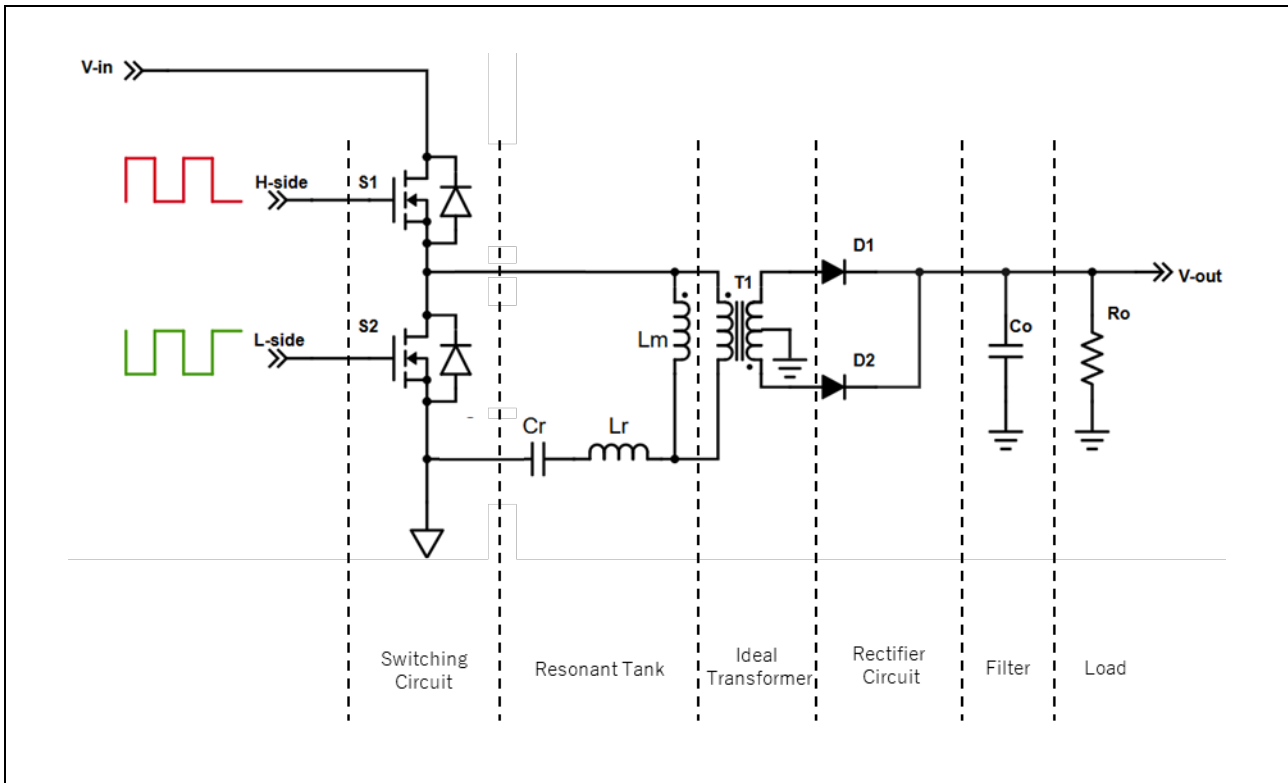 V-in
H-side
S1
L-side
S2
Cr
Lr
Lm
T1
D1
D2
Co
Ro
V-out
Switching
Circuit
Resonant Tank
Ideal
Transformer
Rectifier
Circuit
Filter
Load